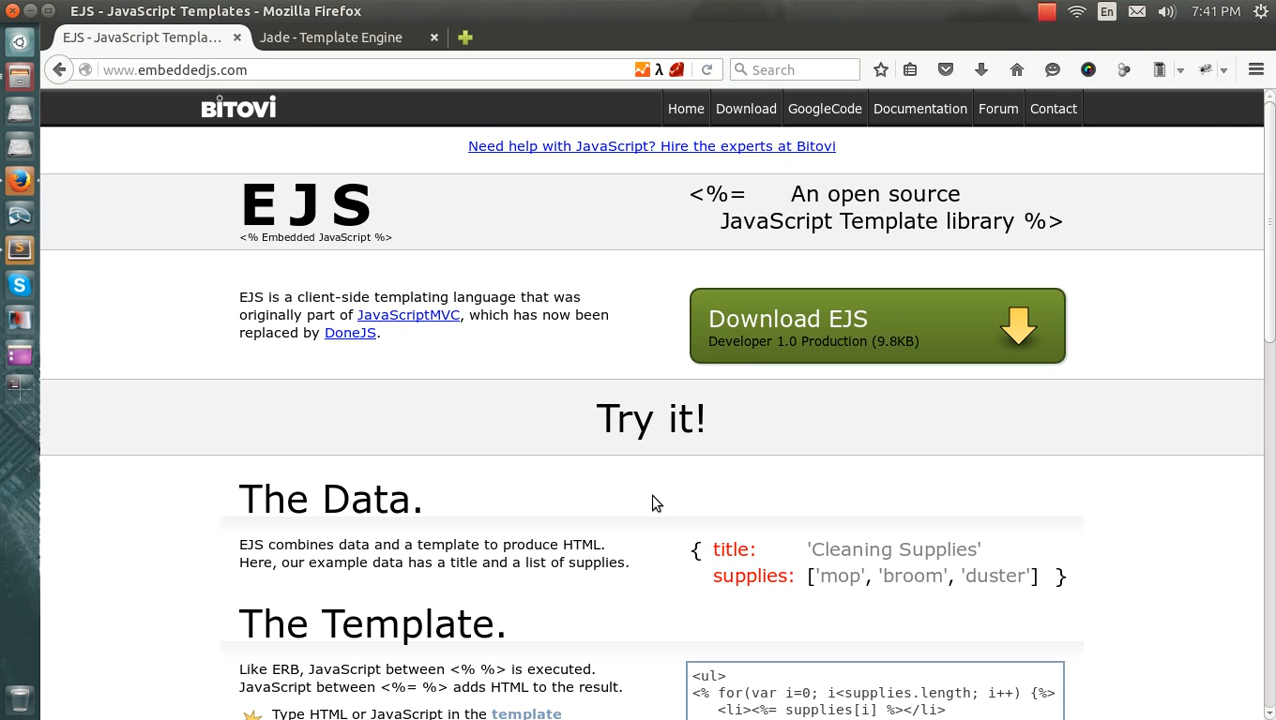 EJS - JavaScript Templates - Mozilla Firefox
En
7:41 PM
EJS - JavaScript Templa...
Jade - Template Engine
www.embeddedjs.com
λ
Search
BITOVI
Home
Download
GoogleCode
Documentation
Forum
Contact
Need help with JavaScript? Hire the experts at Bitovi
EJS
<% Embedded JavaScript %>
<%= An open source
JavaScript Template library %>
EJS is a client-side templating language that was
originally part of JavaScriptMVC, which has now been
replaced by DoneJS.
Download EJS
Developer 1.0 Production (9.8KB)
Try it!
The Data.
EJS combines data and a template to produce HTML.
Here, our example data has a title and a list of supplies.
{ title: 'Cleaning Supplies'
supplies: ['mop', 'broom', 'duster'] }
The Template.
Like ERB, JavaScript between <% %> is executed.
JavaScript between <%= %> adds HTML to the result.
Type HTML or JavaScript in the template
<ul>
<% for(var i=0; i<supplies.length; i++) {%>
<li><%= supplies[i] %></li>